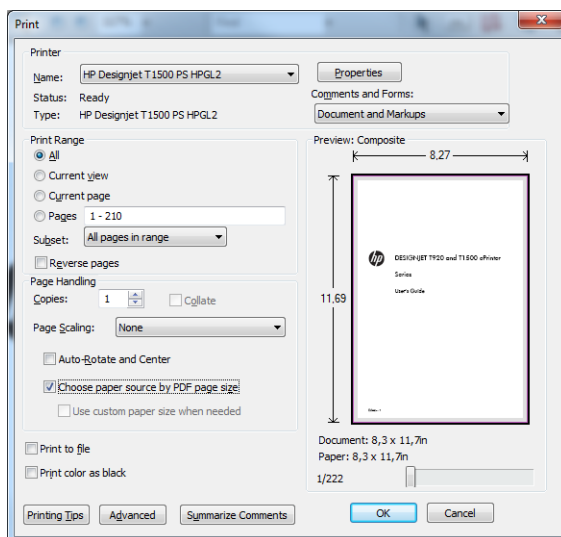 Print
Printer
Name: HP Designjet T1500 PS HPGL2
Properties
Status: Ready
Comments and Forms:
Type: HP Designjet T1500 PS HPGL2
Document and Markups
Print Range
All
Current view
Current page
Pages 1 - 210
Subset: All pages in range
Reverse pages
Page Handling
Copies: 1
Collate
Page Scaling: None
Auto-Rotate and Center
Choose paper source by PDF page size
Use custom paper size when needed
Print to file
Print color as black
Preview: Composite
8,27
11,69
hp
DESIGNJET T920 and T1500 ePrinter
Series
User's Guide
Document: 8,3 x 11,7in
Paper: 8,3 x 11,7in
1/222
Printing Tips
Advanced
Summarize Comments
OK
Cancel